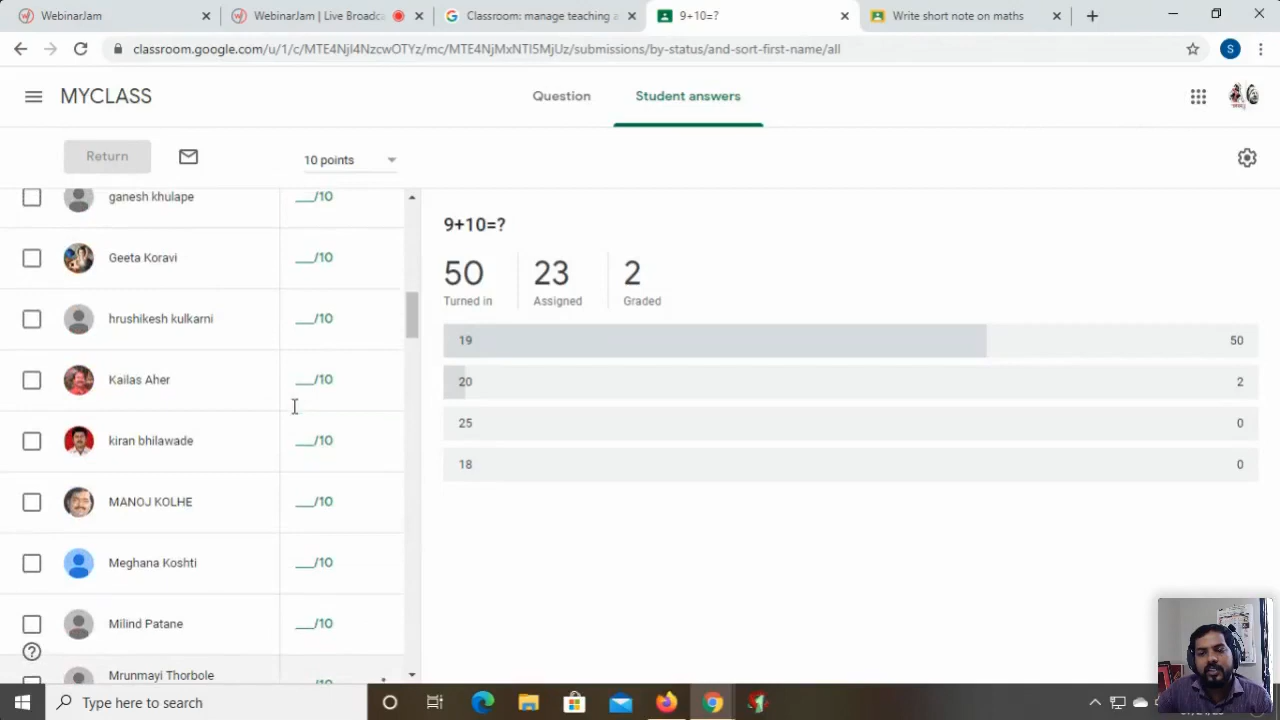 WebinarJam
WebinarJam | Live Broadca
Classroom: manage teaching a
9+10=?
Write short note on maths
classroom.google.com/u/1/c/MTE4NjI4NzcwOTYz/mc/MTE4NjMxNTI5MjUz/submissions/by-status/and-sort-first-name/all
S
MYCLASS
Question
Student answers
Return
10 points
ganesh khulape
__/10
Geeta Koravi
__/10
hrushikesh kulkarni
__/10
Kailas Aher
__/10
kiran bhilawade
__/10
MANOJ KOLHE
__/10
Meghana Koshti
__/10
Milind Patane
__/10
Mrunmayi Thorbole
9+10=?
50
23
2
Turned in
Assigned
Graded
19
50
20
2
25
0
18
0
Type here to search